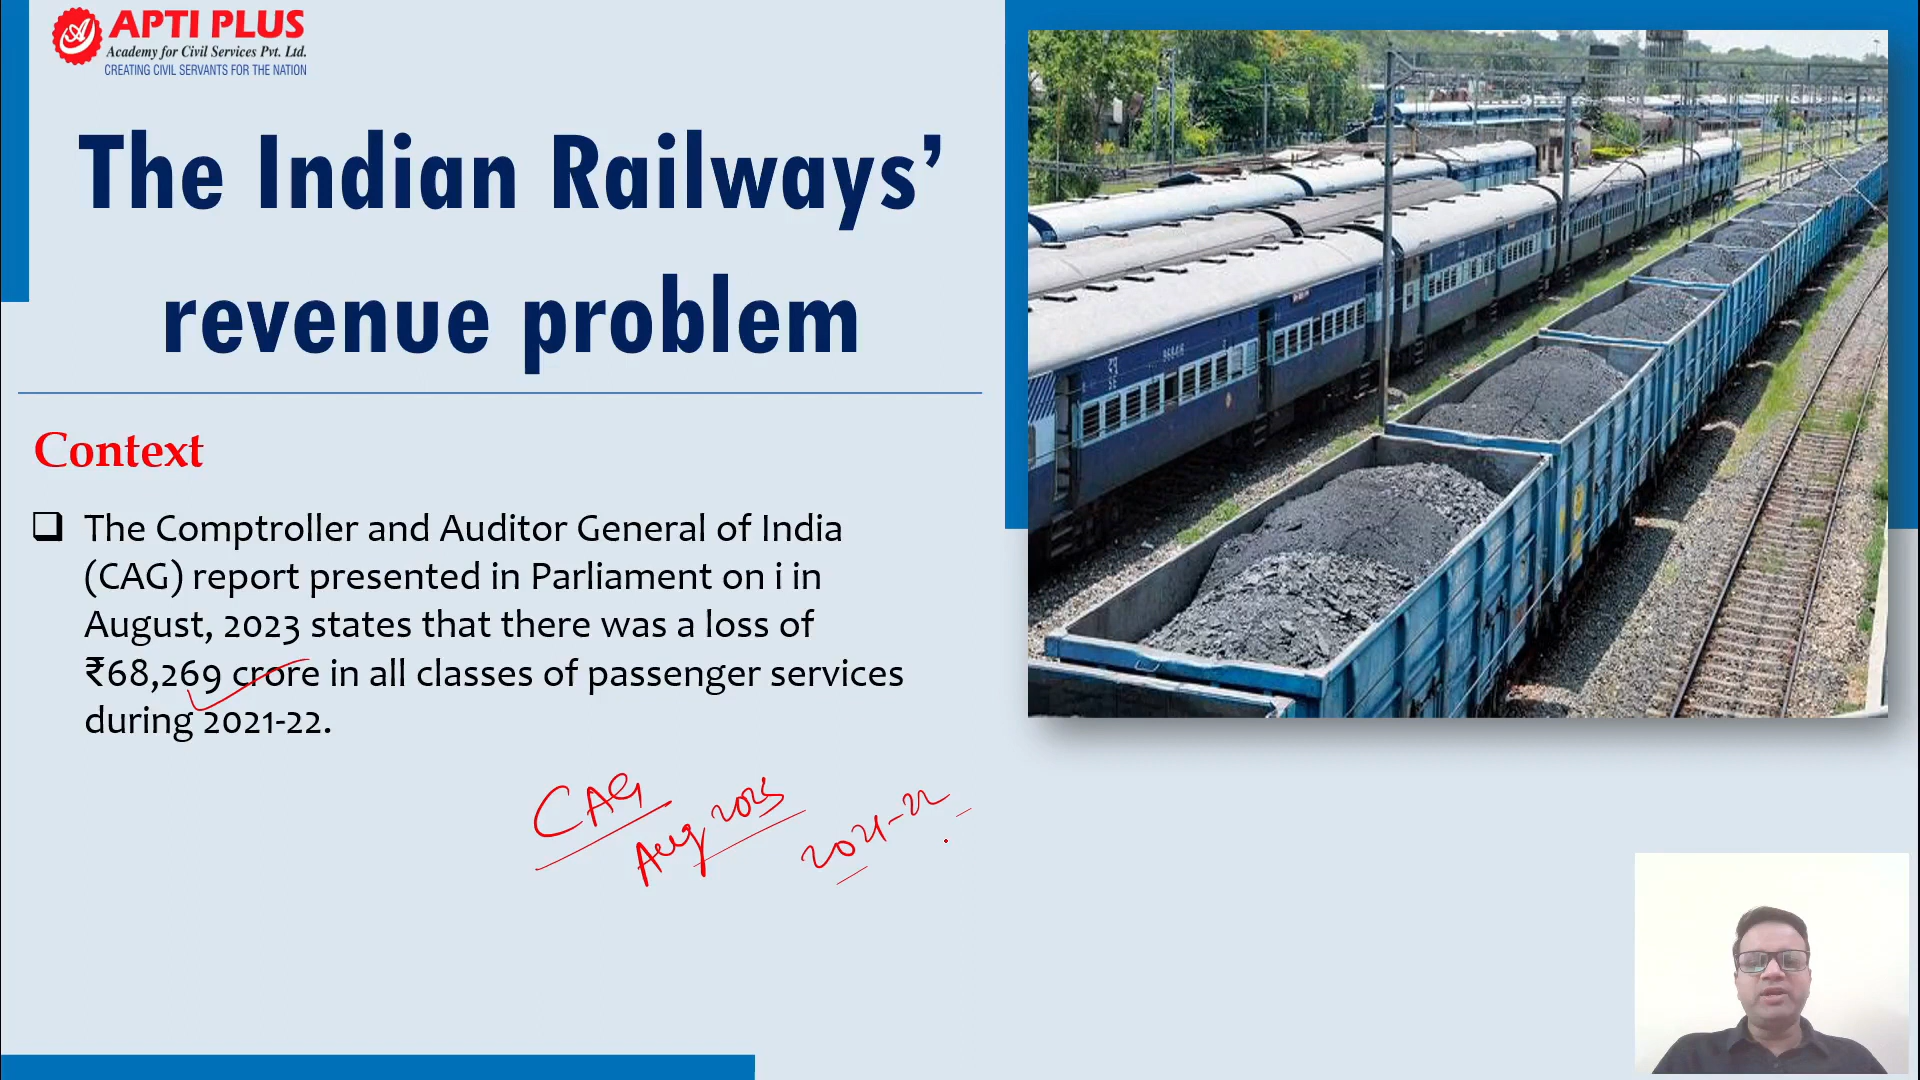 APTI PLUS
Academy for Civil Services Pvt. Ltd.
CREATING CIVIL SERVANTS FOR THE NATION
The Indian Railways’
revenue problem
Context
The Comptroller and Auditor General of India
(CAG) report presented in Parliament on i in
August, 2023 states that there was a loss of
₹68,269 crore in all classes of passenger services
during 2021-22.
CAG
Aug 2023
2021-22